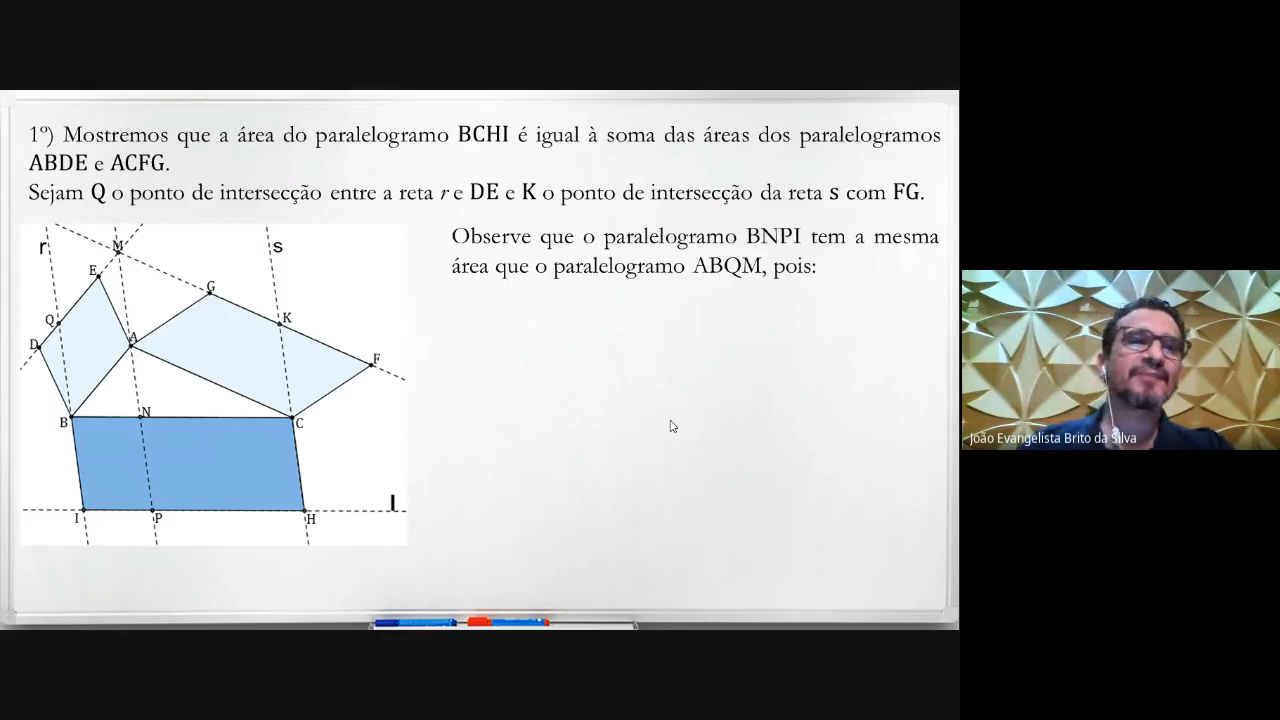 1º) Mostremos que a área do paralelogramo BCHI é igual à soma das áreas dos paralelogramos
ABDE e ACFG.
Sejam Q o ponto de intersecção entre a reta r e DE e K o ponto de intersecção da reta s com FG.
Observe que o paralelogramo BNPI tem a mesma
área que o paralelogramo ABQM, pois:
r
M
s
E
G
Q
K
D
A
F
B
N
C
l
I
P
H
João Evangelista Brito da Silva